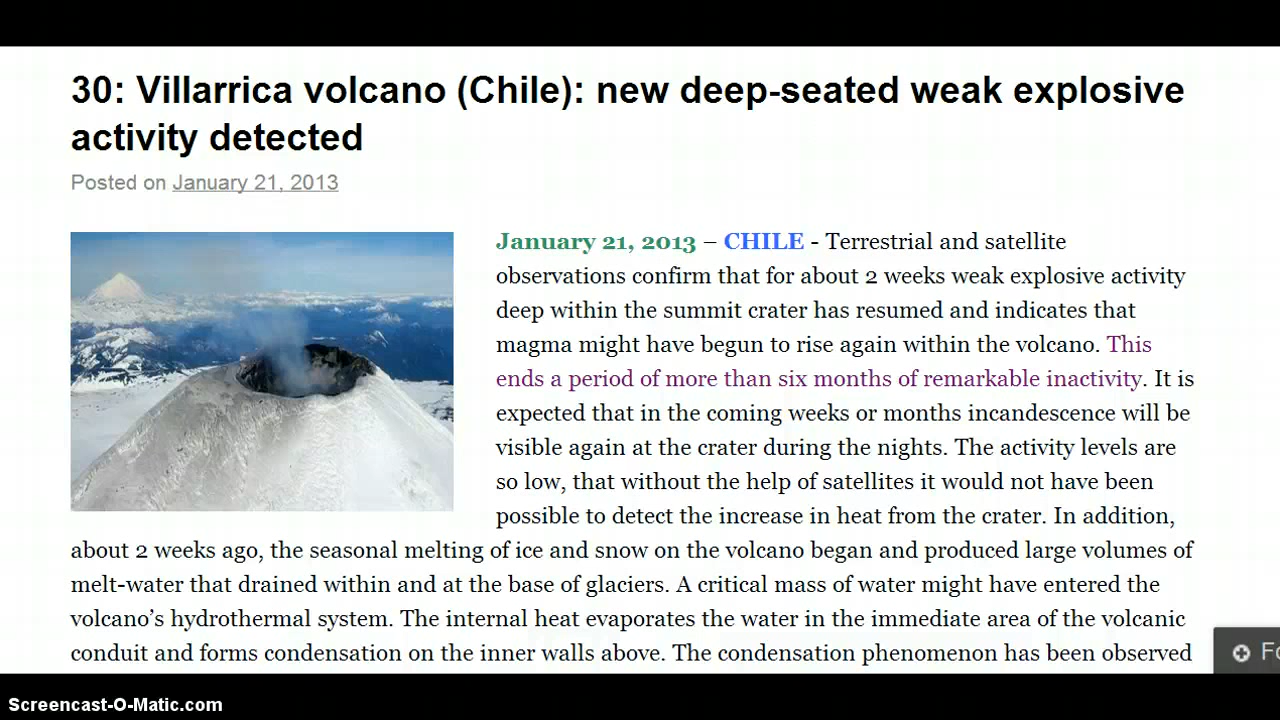 30: Villarrica volcano (Chile): new deep-seated weak explosive
activity detected
Posted on January 21, 2013
January 21, 2013 – CHILE - Terrestrial and satellite
observations confirm that for about 2 weeks weak explosive activity
deep within the summit crater has resumed and indicates that
magma might have begun to rise again within the volcano. This
ends a period of more than six months of remarkable inactivity. It is
expected that in the coming weeks or months incandescence will be
visible again at the crater during the nights. The activity levels are
so low, that without the help of satellites it would not have been
possible to detect the increase in heat from the crater. In addition,
about 2 weeks ago, the seasonal melting of ice and snow on the volcano began and produced large volumes of
melt-water that drained within and at the base of glaciers. A critical mass of water might have entered the
volcano’s hydrothermal system. The internal heat evaporates the water in the immediate area of the volcanic
conduit and forms condensation on the inner walls above. The condensation phenomenon has been observed
Fo
Screencast-O-Matic.com